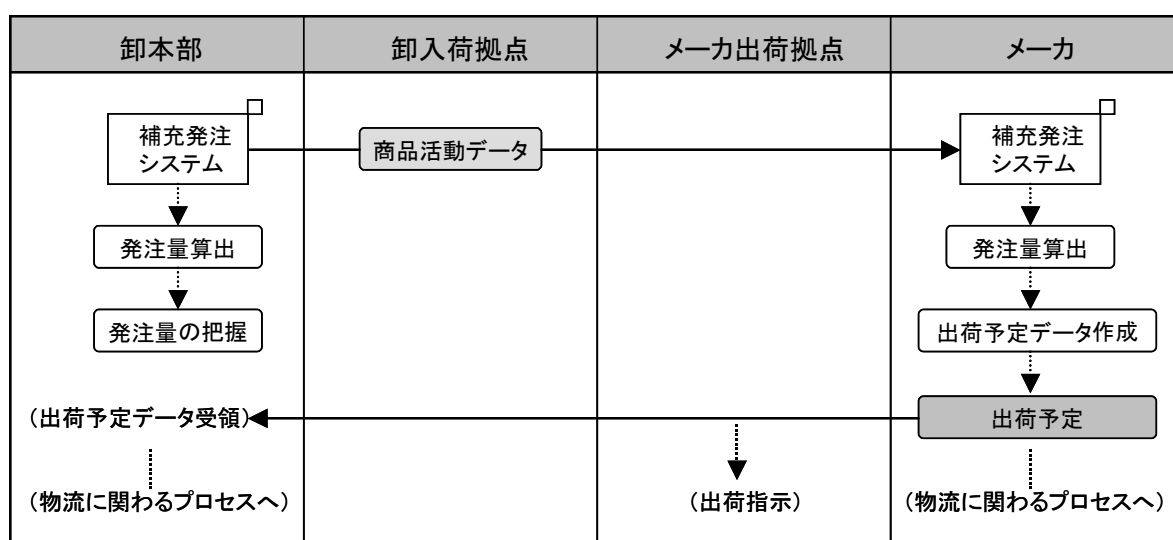 卸本部
卸入荷拠点
メーカ出荷拠点
メーカ
補充発注
システム
商品活動データ
補充発注
システム
発注量算出
発注量算出
発注量の把握
出荷予定データ作成
(出荷予定データ受領)
出荷予定
(物流に関わるプロセスへ)
(出荷指示)
(物流に関わるプロセスへ)